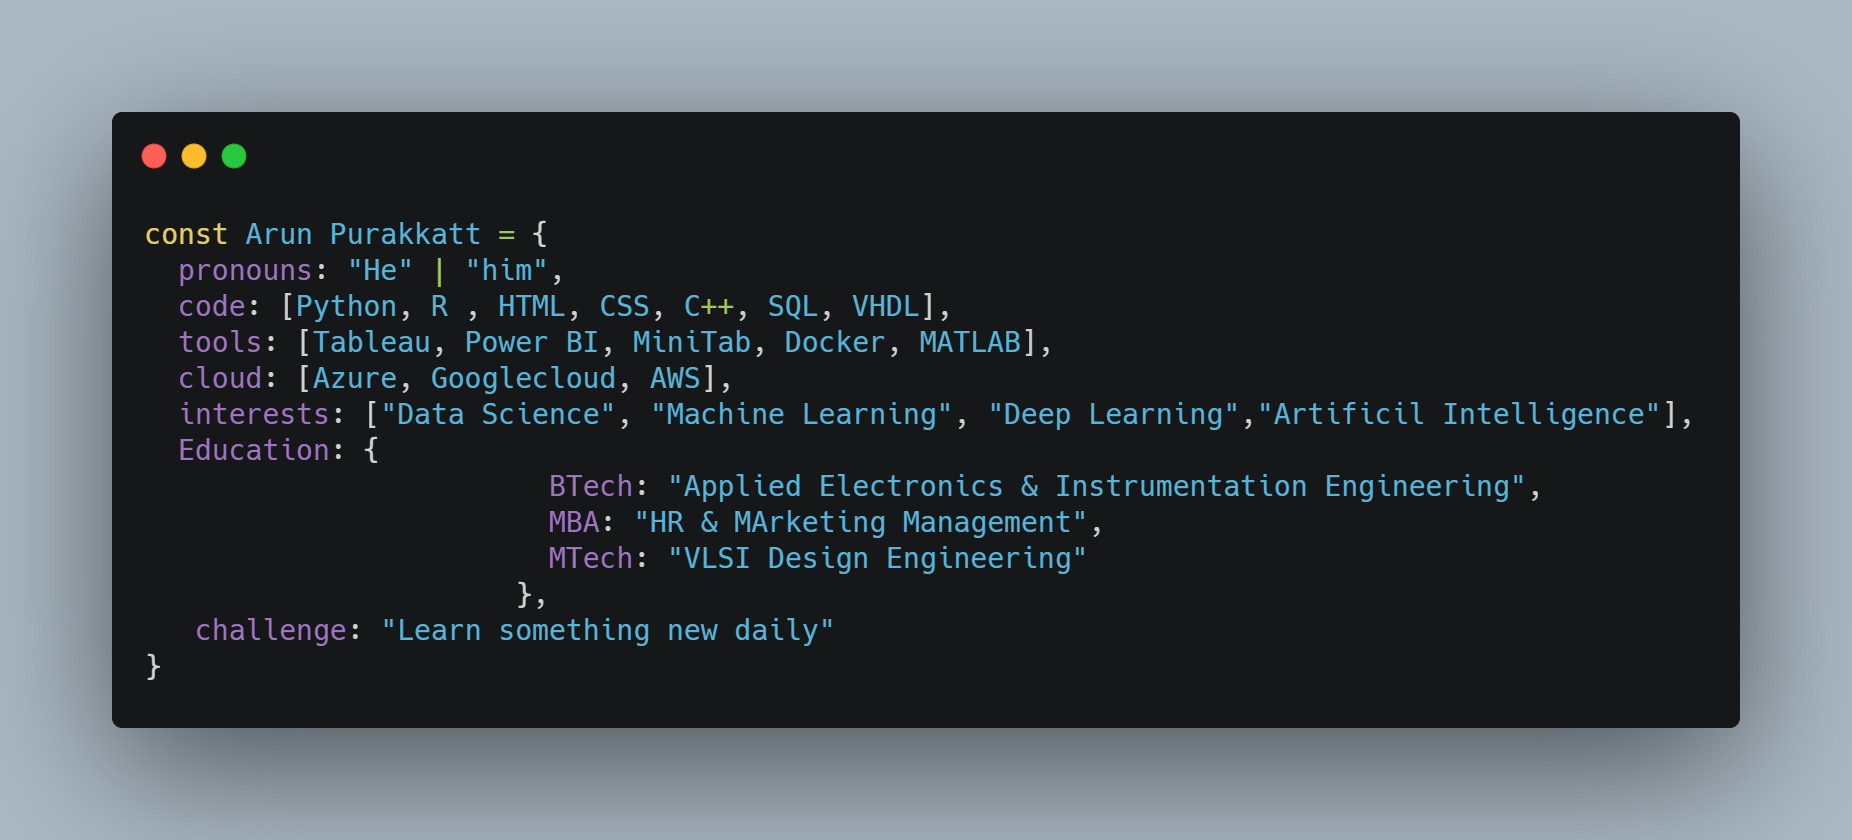 const Arun Purakkatt = {
  pronouns: "He" | "him",
  code: [Python, R , HTML, CSS, C++, SQL, VHDL],
  tools: [Tableau, Power BI, MiniTab, Docker, MATLAB],
  cloud: [Azure, Googlecloud, AWS],
  interests: ["Data Science", "Machine Learning", "Deep Learning","Artificil Intelligence"],
  Education: {
                        BTech: "Applied Electronics & Instrumentation Engineering",
                        MBA: "HR & MArketing Management",
                        MTech: "VLSI Design Engineering"
                      },
   challenge: "Learn something new daily"
}